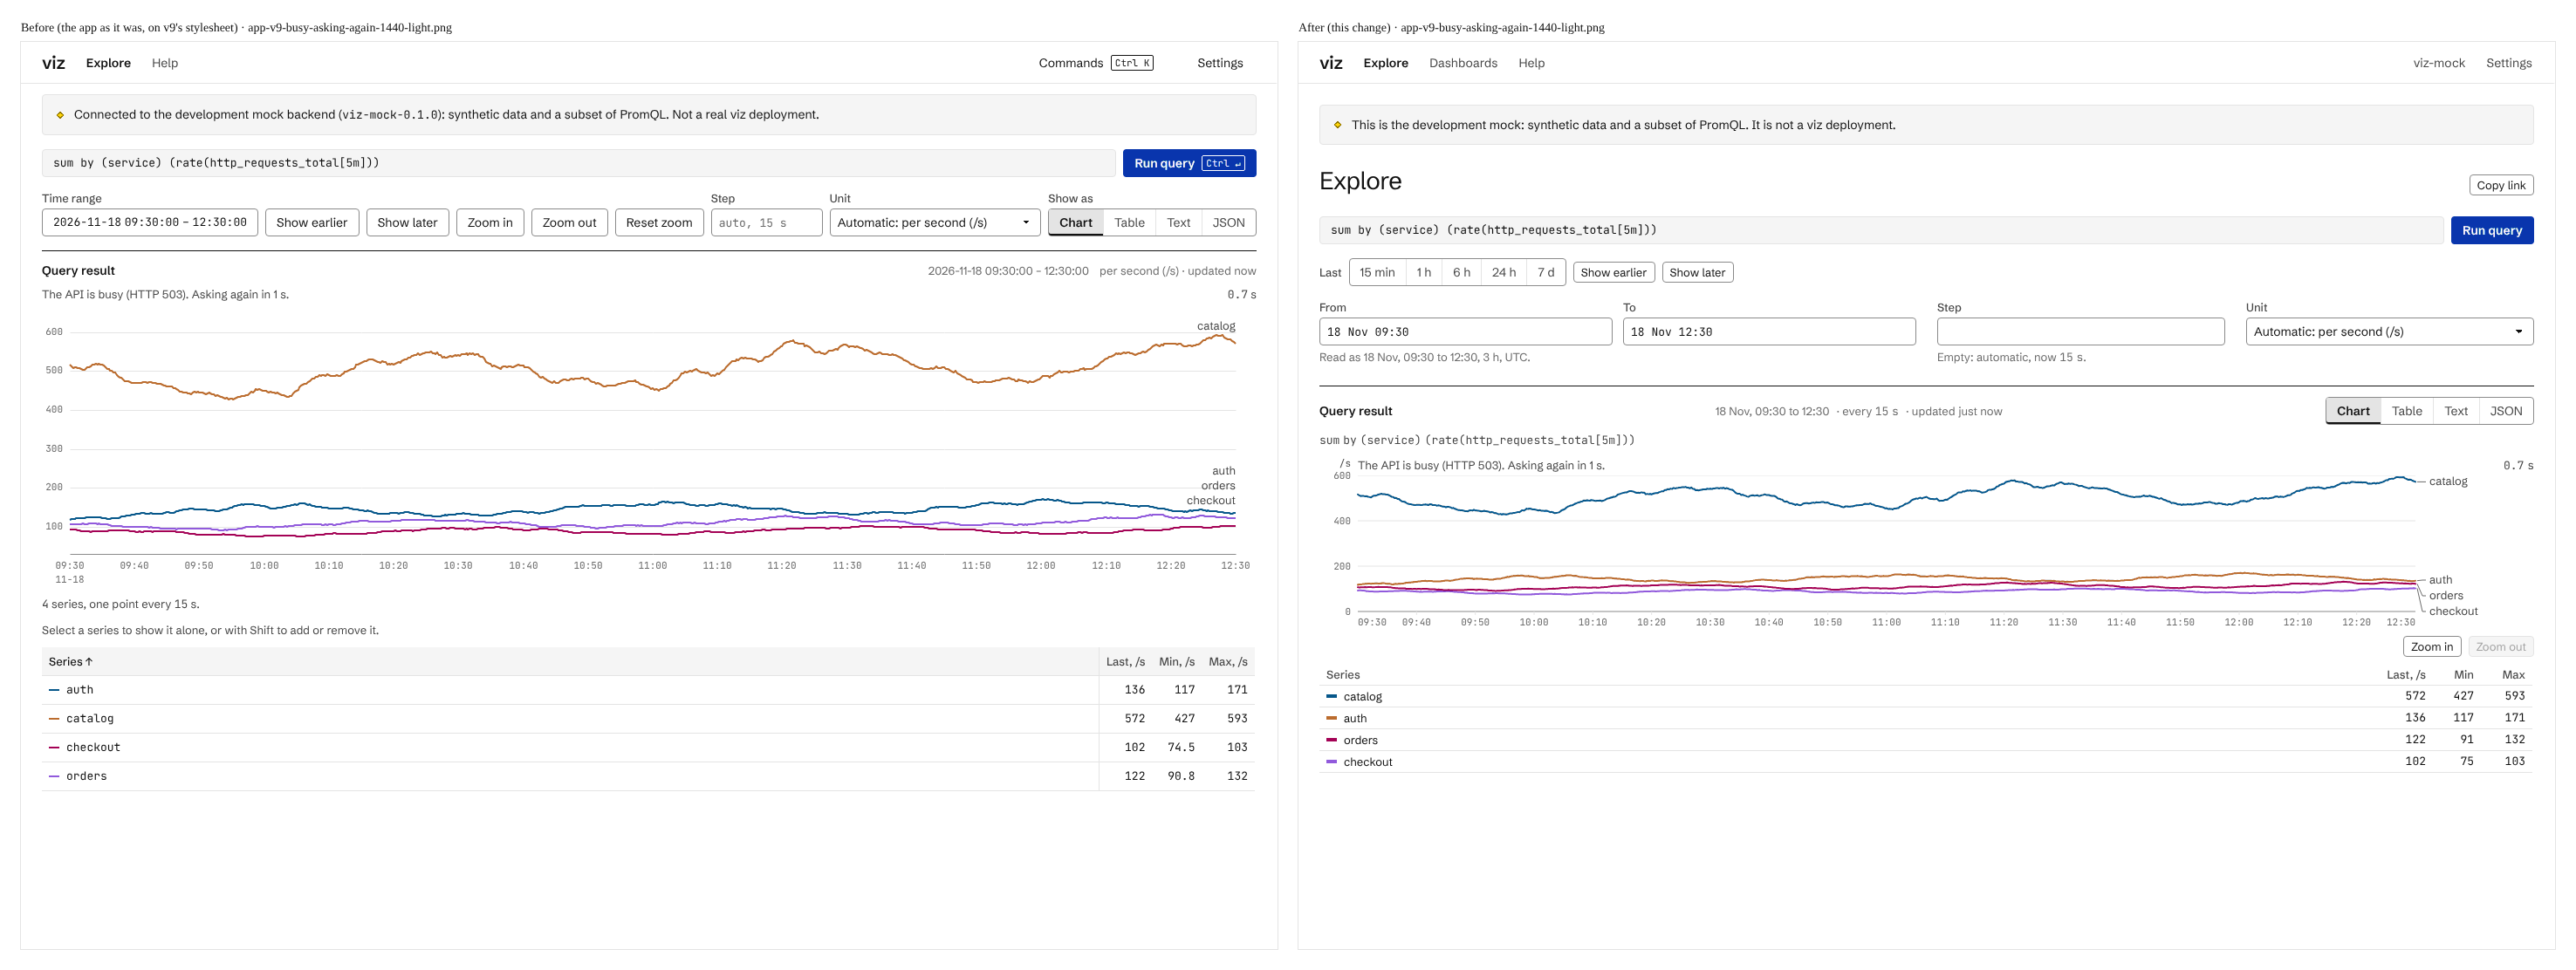 Before (the app as it was, on v9's stylesheet) · app-v9-busy-asking-again-1440-light.png
viz Explore Help Commands Ctrl K Settings
Connected to the development mock backend (viz-mock-0.1.0): synthetic data and a subset of PromQL. Not a real viz deployment.
sum by (service) (rate(http_requests_total[5m])) Run query Ctrl ↵
Time range Step Unit Show as
2026-11-18 09:30:00 – 12:30:00 Show earlier Show later Zoom in Zoom out Reset zoom auto, 15 s Automatic: per second (/s) Chart Table Text JSON
Query result 2026-11-18 09:30:00 – 12:30:00 per second (/s) · updated now
The API is busy (HTTP 503). Asking again in 1 s. 0.7 s
catalog
600
500
400
300
auth
200 orders
checkout
100
09:30 09:40 09:50 10:00 10:10 10:20 10:30 10:40 10:50 11:00 11:10 11:20 11:30 11:40 11:50 12:00 12:10 12:20 12:30
11-18
4 series, one point every 15 s.
Select a series to show it alone, or with Shift to add or remove it.
Series ↑ Last, /s Min, /s Max, /s
auth 136 117 171
catalog 572 427 593
checkout 102 74.5 103
orders 122 90.8 132
After (this change) · app-v9-busy-asking-again-1440-light.png
viz Explore Dashboards Help viz-mock Settings
This is the development mock: synthetic data and a subset of PromQL. It is not a viz deployment.
Explore Copy link
sum by (service) (rate(http_requests_total[5m])) Run query
Last 15 min 1 h 6 h 24 h 7 d Show earlier Show later
From To Step Unit
18 Nov 09:30 18 Nov 12:30 Automatic: per second (/s)
Read as 18 Nov, 09:30 to 12:30, 3 h, UTC. Empty: automatic, now 15 s.
Query result 18 Nov, 09:30 to 12:30 · every 15 s · updated just now Chart Table Text JSON
sum by (service) (rate(http_requests_total[5m]))
/s The API is busy (HTTP 503). Asking again in 1 s. 0.7 s
600
catalog
400
200
auth
orders
0 checkout
09:30 09:40 09:50 10:00 10:10 10:20 10:30 10:40 10:50 11:00 11:10 11:20 11:30 11:40 11:50 12:00 12:10 12:20 12:30
Zoom in Zoom out
Series Last, /s Min Max
catalog 572 427 593
auth 136 117 171
orders 122 91 132
checkout 102 75 103